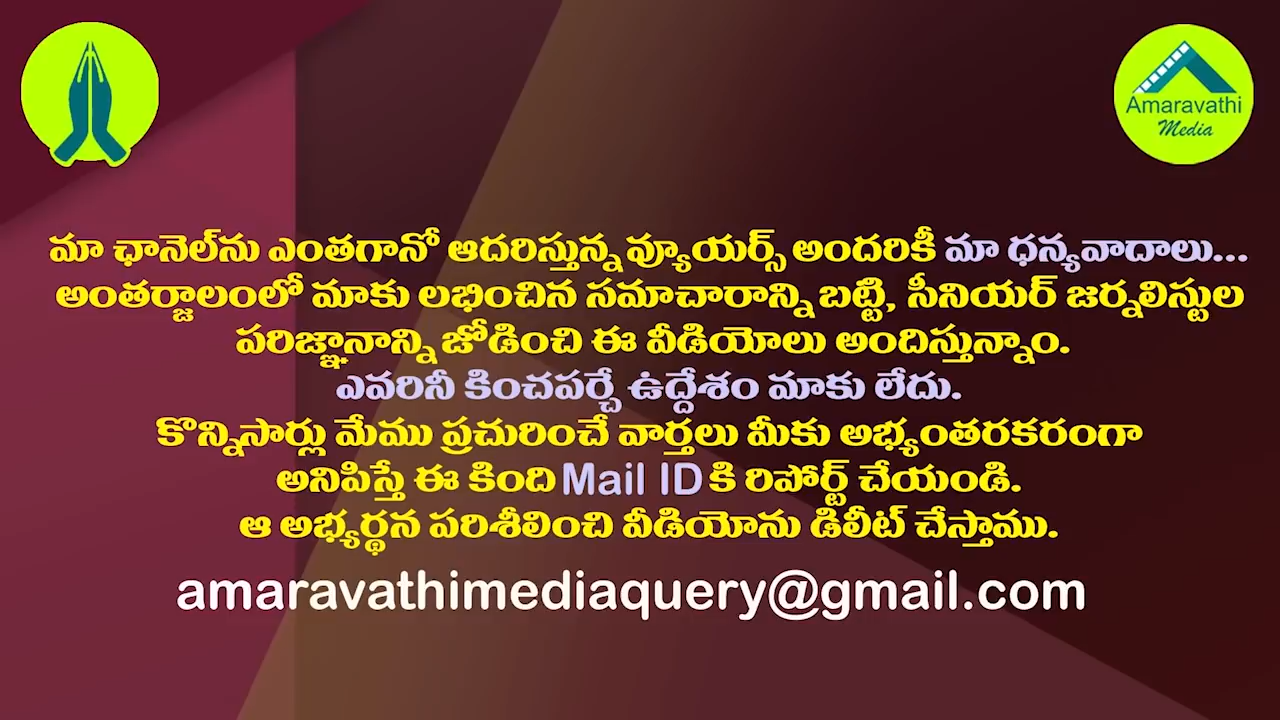 Amaravathi
Media
మా ఛానెల్‌ను ఎంతగానో ఆదరిస్తున్న వ్యూయర్స్ అందరికీ మా ధన్యవాదాలు...
అంతర్జాలంలో మాకు లభించిన సమాచారాన్ని బట్టి, సీనియర్ జర్నలిస్టుల
పరిజ్ఞానాన్ని జోడించి ఈ వీడియోలు అందిస్తున్నాం.
ఎవరినీ కించపర్చే ఉద్దేశం మాకు లేదు.
కొన్నిసార్లు మేము ప్రచురించే వార్తలు మీకు అభ్యంతరకరంగా
అనిపిస్తే ఈ కింది Mail ID కి రిపోర్ట్ చేయండి.
ఆ అభ్యర్థన పరిశీలించి వీడియోను డిలీట్ చేస్తాము.
amaravathimediaquery@gmail.com